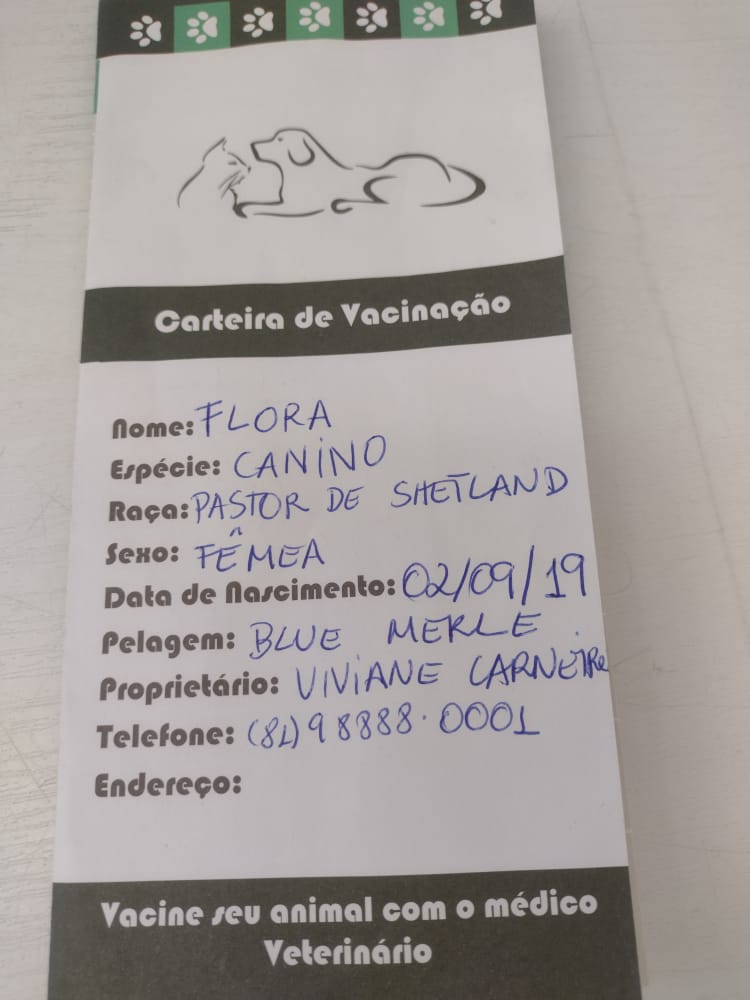 Carteira de Vacinação
Nome: FLORA
Espécie: CANINO
Raça: PASTOR DE SHETLAND
Sexo: FÊMEA
Data de Nascimento: 02/09/19
Pelagem: BLUE MERLE
Proprietário: VIVIANE CARNEIRO
Telefone: (81) 98888.0001
Endereço:
Vacine seu animal com o médico
Veterinário